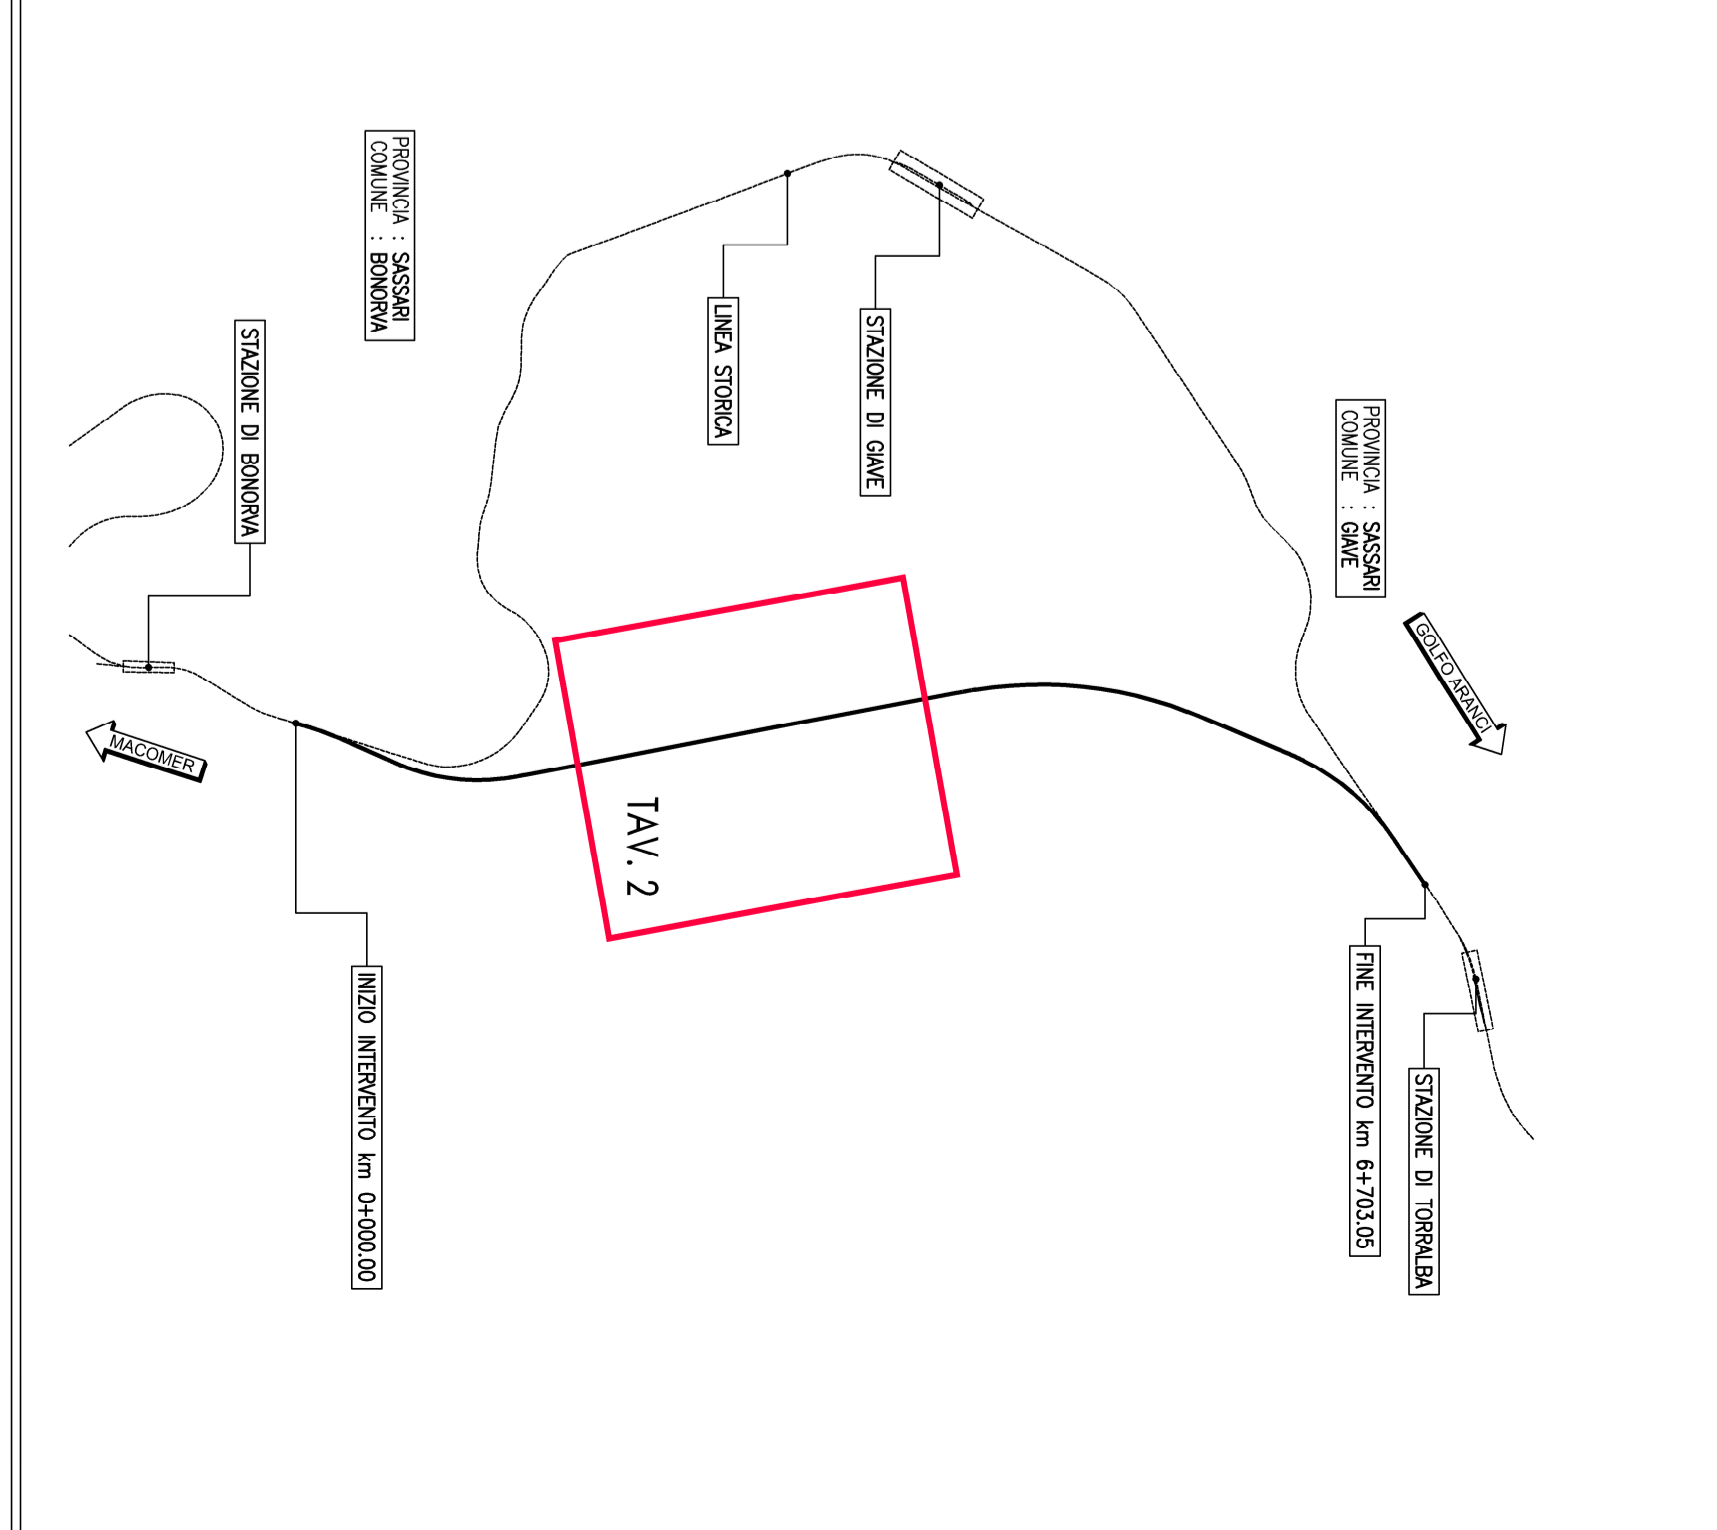 PROVINCIA : SASSARI
COMUNE : BONORVA
STAZIONE DI BONORVA
LINEA STORICA
STAZIONE DI GIAVE
PROVINCIA : SASSARI
COMUNE : GIAVE
GOLFO ARANCI
MACOMER
TAV. 2
INIZIO INTERVENTO km 0+000.00
FINE INTERVENTO km 6+703.05
STAZIONE DI TORRALBA